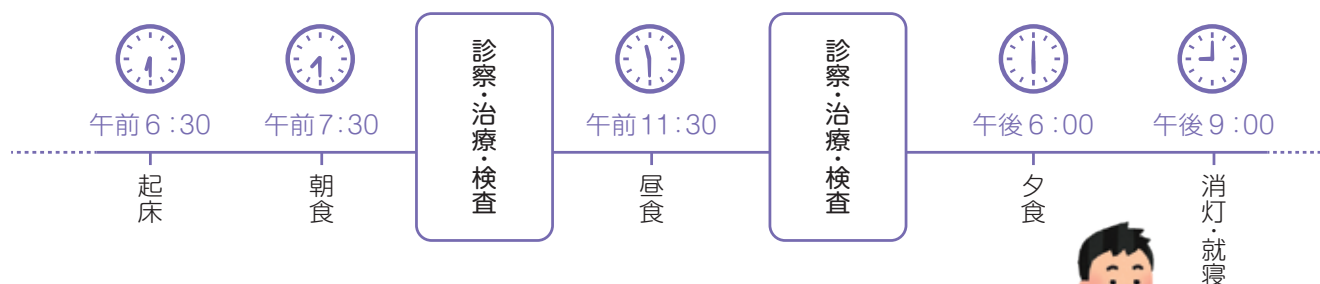 午前6:30
起床
午前7:30
朝食
診察・治療・検査
午前11:30
昼食
診察・治療・検査
午後6:00
夕食
午後9:00
消灯・就寝